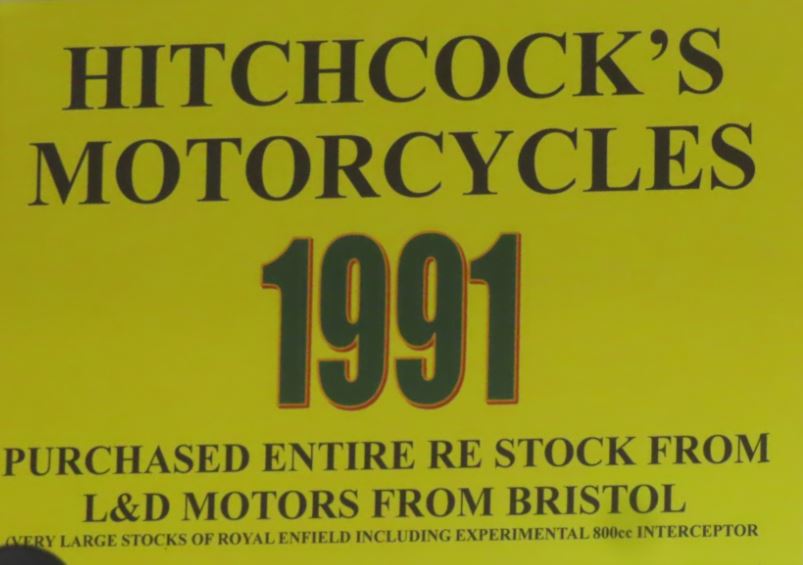 HITCHCOCK'S
MOTORCYCLES
1991
PURCHASED ENTIRE RE STOCK FROM
L&D MOTORS FROM BRISTOL
(VERY LARGE STOCKS OF ROYAL ENFIELD INCLUDING EXPERIMENTAL 800cc INTERCEPTOR